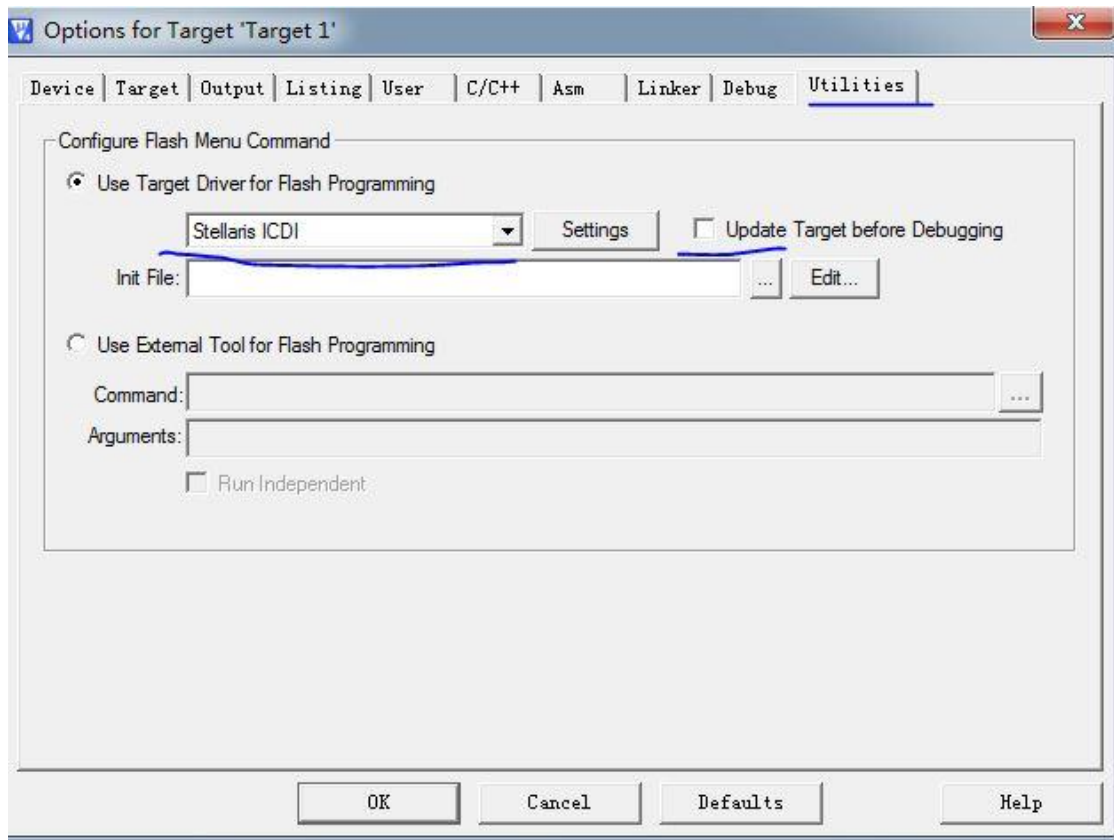 Options for Target 'Target 1'
Device Target Output Listing User C/C++ Asm Linker Debug Utilities
Configure Flash Menu Command
Use Target Driver for Flash Programming
Stellaris ICDI Settings Update Target before Debugging
Init File: ... Edit...
Use External Tool for Flash Programming
Command: ...
Arguments:
Run Independent
OK Cancel Defaults Help